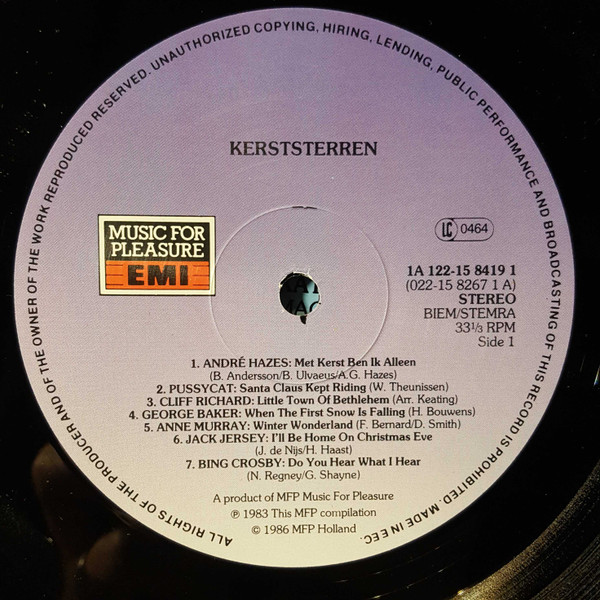 ALL RIGHTS OF THE PRODUCER AND OF THE OWNER OF THE WORK REPRODUCED RESERVED. UNAUTHORIZED COPYING, HIRING, LENDING, PUBLIC PERFORMANCE AND BROADCASTING OF THIS RECORD IS PROHIBITED. MADE IN EEC.
KERSTSTERREN
MUSIC FOR
PLEASURE
EMI
LC 0464
1A 122-15 8419 1
(022-15 8267 1 A)
STEREO
BIEM/STEMRA
33⅓ RPM
Side 1
1. ANDRÉ HAZES: Met Kerst Ben Ik Alleen
(B. Andersson/B. Ulvaeus/A.G. Hazes)
2. PUSSYCAT: Santa Claus Kept Riding (W. Theunissen)
3. CLIFF RICHARD: Little Town Of Bethlehem (Arr. Keating)
4. GEORGE BAKER: When The First Snow Is Falling (H. Bouwens)
5. ANNE MURRAY: Winter Wonderland (F. Bernard/D. Smith)
6. JACK JERSEY: I'll Be Home On Christmas Eve
(J. de Nijs/H. Haast)
7. BING CROSBY: Do You Hear What I Hear
(N. Regney/G. Shayne)
A product of MFP Music For Pleasure
℗ 1983 This MFP compilation
© 1986 MFP Holland